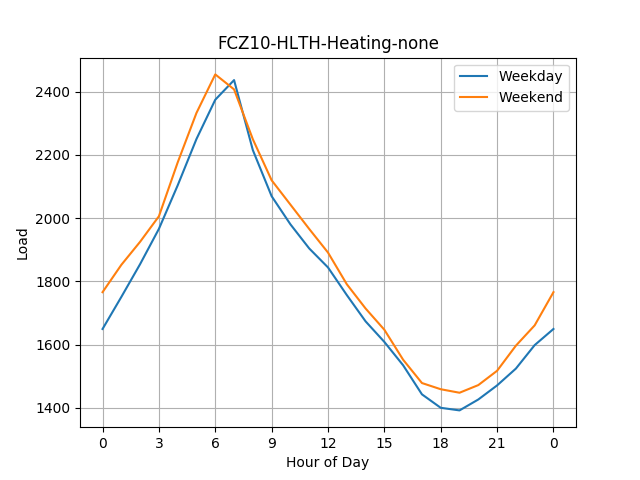 FCZ10-HLTH-Heating-none
Weekday
Weekend
Load
2400
2200
2000
1800
1600
1400
0 3 6 9 12 15 18 21 0
Hour of Day